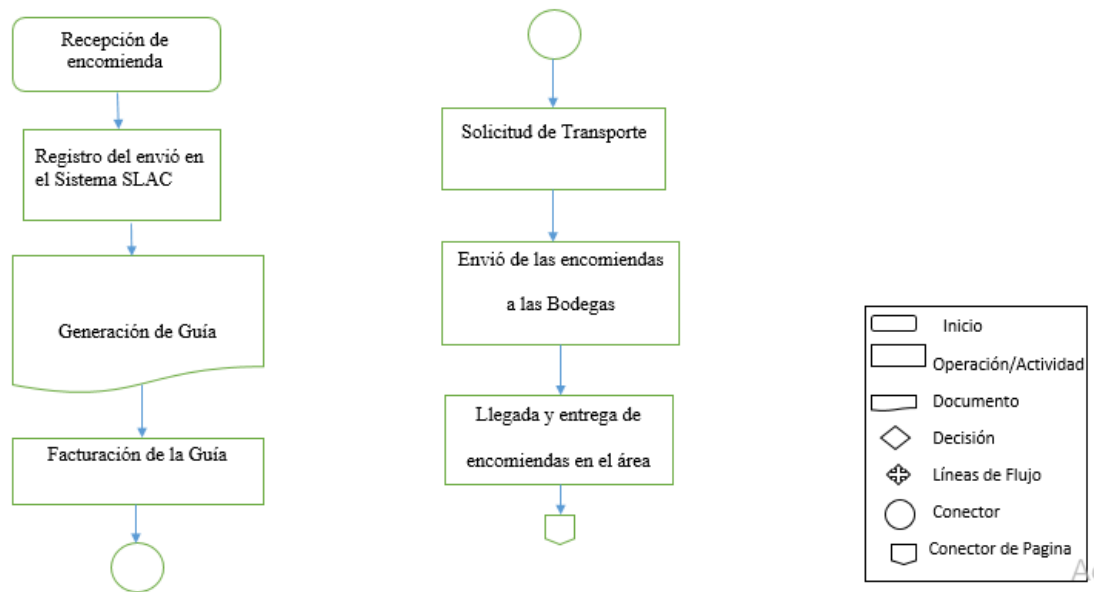 Recepción de
encomienda
Registro del envió en
el Sistema SLAC
Generación de Guía
Facturación de la Guía
Solicitud de Transporte
Envió de las encomiendas
a las Bodegas
Llegada y entrega de
encomiendas en el área
Inicio
Operación/Actividad
Documento
Decisión
Líneas de Flujo
Conector
Conector de Pagina